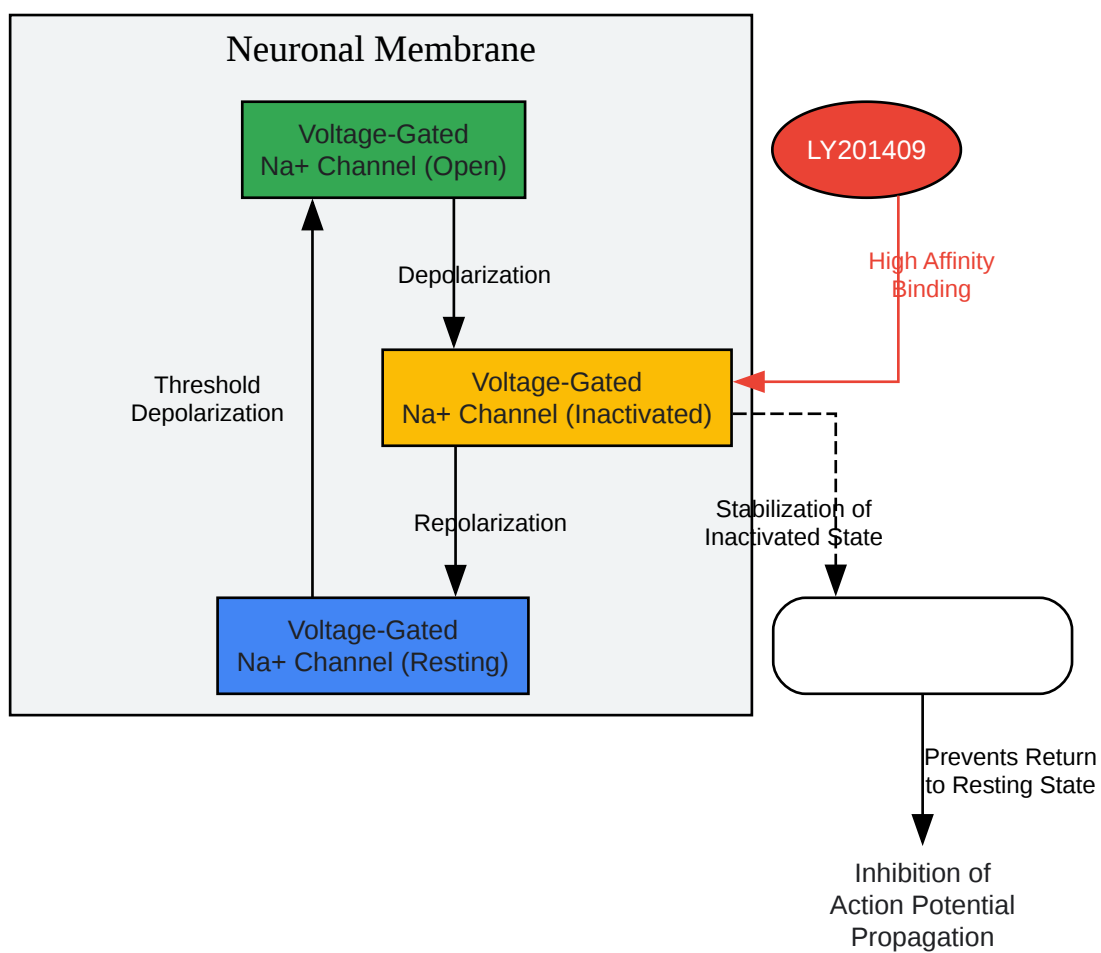 Neuronal Membrane
Voltage-Gated
Na+ Channel (Open)
LY201409
High Affinity
Binding
Depolarization
Threshold
Depolarization
Voltage-Gated
Na+ Channel (Inactivated)
Stabilization of
Inactivated State
Repolarization
Voltage-Gated
Na+ Channel (Resting)
Prevents Return
to Resting State
Inhibition of
Action Potential
Propagation